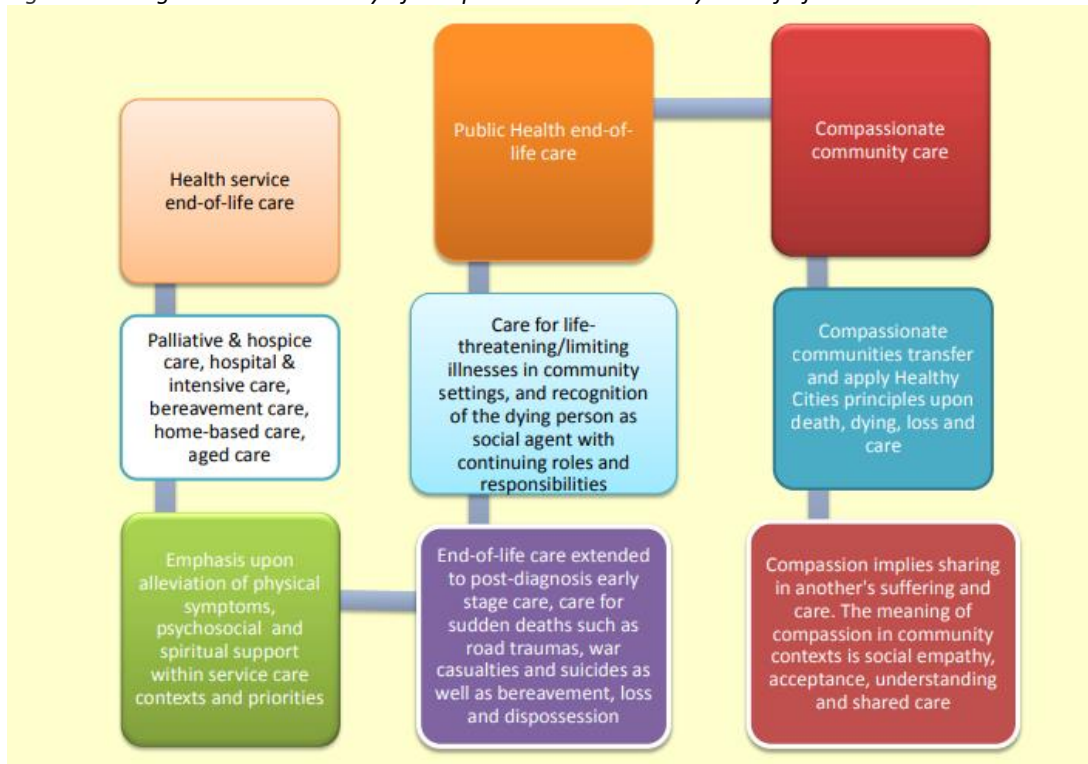 Health service
end-of-life care
Palliative & hospice
care, hospital &
intensive care,
bereavement care,
home-based care,
aged care
Emphasis upon
alleviation of physical
symptoms,
psychosocial and
spiritual support
within service care
contexts and priorities
Public Health end-of-
life care
Care for life-
threatening/limiting
illnesses in community
settings, and recognition
of the dying person as
social agent with
continuing roles and
responsibilities
End-of-life care extended
to post-diagnosis early
stage care, care for
sudden deaths such as
road traumas, war
casualties and suicides as
well as bereavement, loss
and dispossession
Compassionate
community care
Compassionate
communities transfer
and apply Healthy
Cities principles upon
death, dying, loss and
care
Compassion implies sharing
in another's suffering and
care. The meaning of
compassion in community
contexts is social empathy,
acceptance, understanding
and shared care